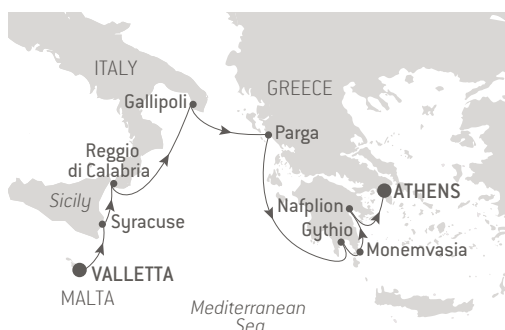 ITALY
GREECE
Gallipoli
Parga
Reggio
di Calabria
Sicily
ATHENS
Nafplion
Syracuse
Gythio
Monemvasia
VALLETTA
MALTA
Mediterranean
Sea